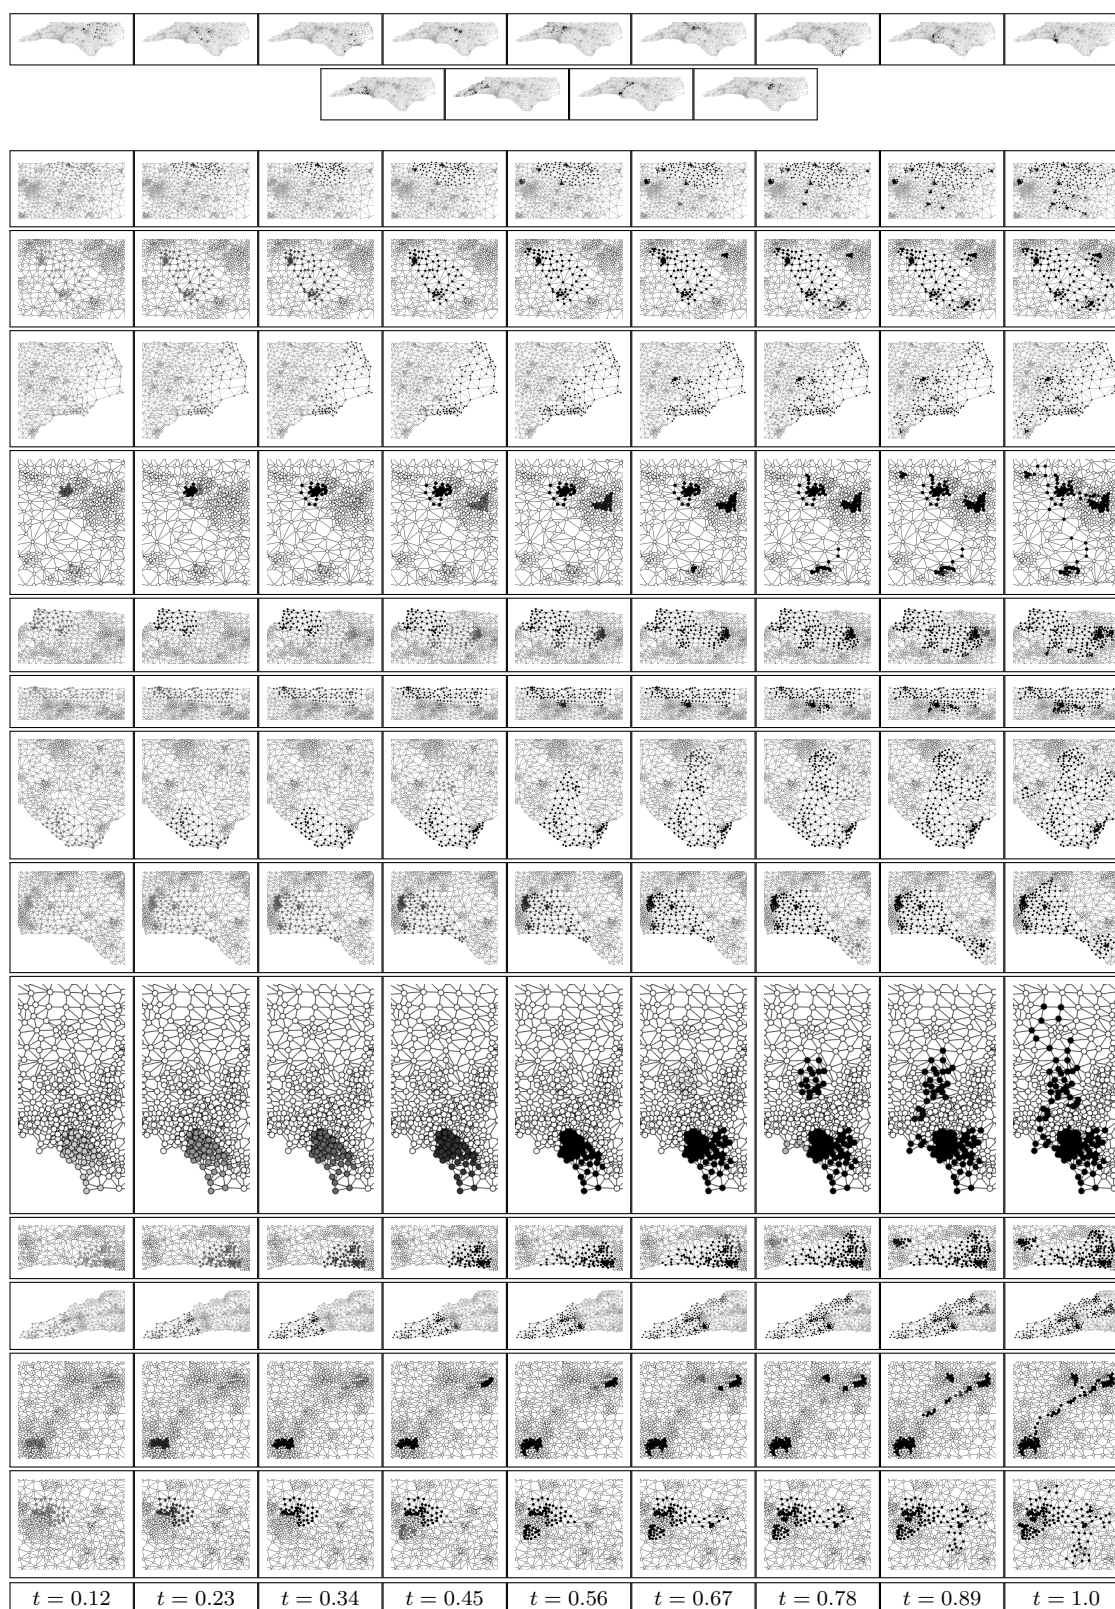 t = 0.12 t = 0.23 t = 0.34 t = 0.45 t = 0.56 t = 0.67 t = 0.78 t = 0.89 t = 1.0